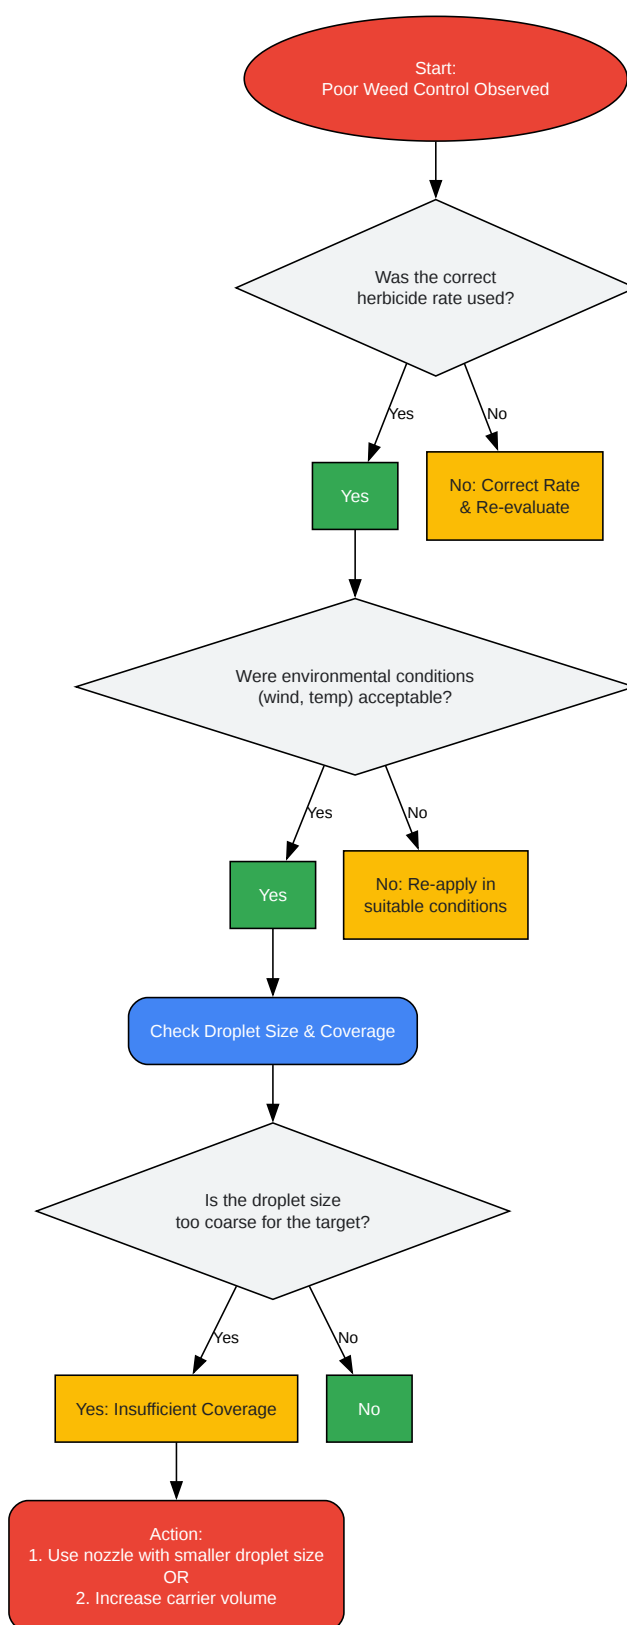 Start:
Poor Weed Control Observed
Was the correct
herbicide rate used?
Yes
No
Yes
No: Correct Rate
& Re-evaluate
Were environmental conditions
(wind, temp) acceptable?
Yes
No
Yes
No: Re-apply in
suitable conditions
Check Droplet Size & Coverage
Is the droplet size
too coarse for the target?
Yes
No
Yes: Insufficient Coverage
No
Action:
1. Use nozzle with smaller droplet size
OR
2. Increase carrier volume